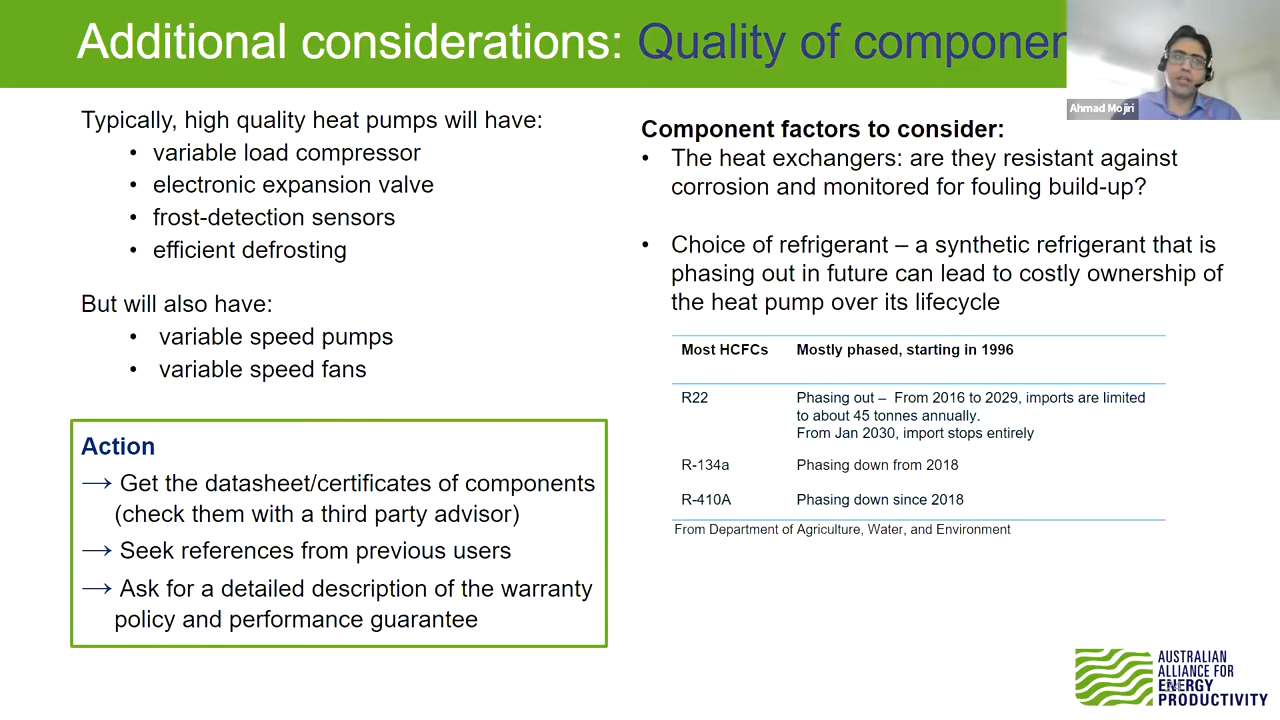 Additional considerations: Quality of componen
Ahmad Mojiri
Typically, high quality heat pumps will have:
• variable load compressor
• electronic expansion valve
• frost-detection sensors
• efficient defrosting
But will also have:
• variable speed pumps
• variable speed fans
Action
→ Get the datasheet/certificates of components
(check them with a third party advisor)
→ Seek references from previous users
→ Ask for a detailed description of the warranty
policy and performance guarantee
Component factors to consider:
• The heat exchangers: are they resistant against
corrosion and monitored for fouling build-up?
• Choice of refrigerant – a synthetic refrigerant that is
phasing out in future can lead to costly ownership of
the heat pump over its lifecycle
Most HCFCs Mostly phased, starting in 1996
R22 Phasing out – From 2016 to 2029, imports are limited
to about 45 tonnes annually.
From Jan 2030, import stops entirely
R-134a Phasing down from 2018
R-410A Phasing down since 2018
From Department of Agriculture, Water, and Environment
AUSTRALIAN
ALLIANCE FOR
ENERGY
PRODUCTIVITY